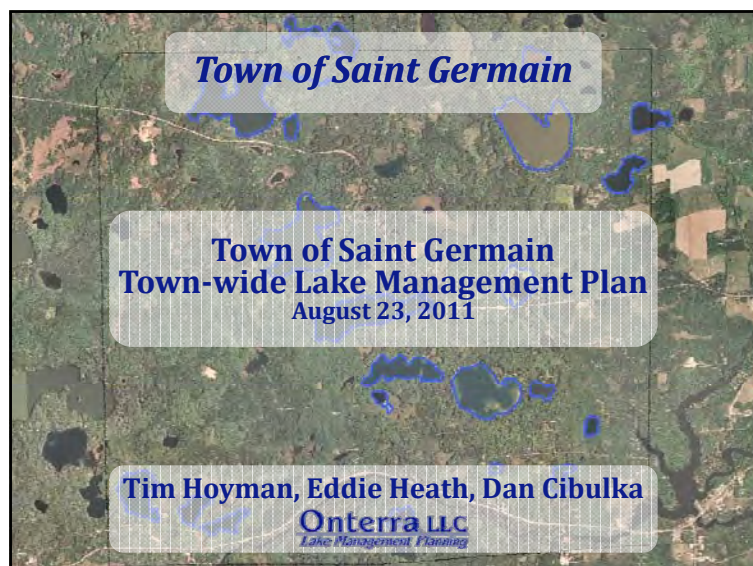 Town of Saint Germain
Town of Saint Germain
Town-wide Lake Management Plan
August 23, 2011
Tim Hoyman, Eddie Heath, Dan Cibulka
Onterra LLC
Lake Management Planning